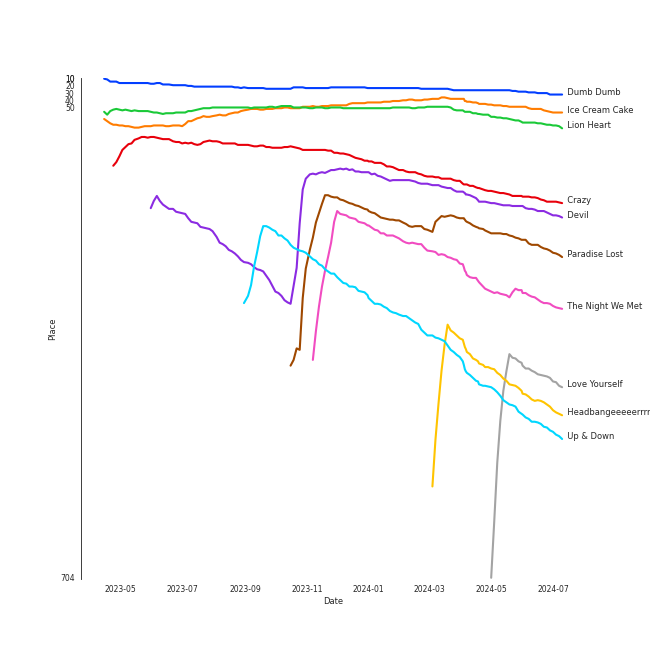 10
20
30
40
50
Dumb Dumb
Ice Cream Cake
Lion Heart
Crazy
Devil
Paradise Lost
The Night We Met
Love Yourself
Headbangeeeeerrrr
Up & Down
Place
704
2023-05
2023-07
2023-09
2023-11
2024-01
2024-03
2024-05
2024-07
Date